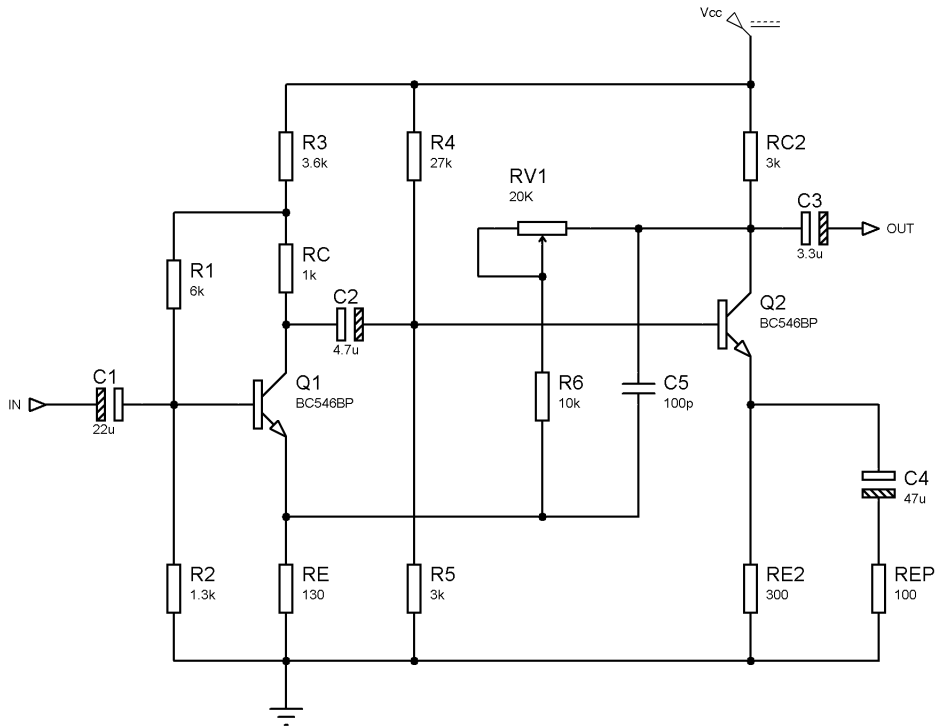 Vcc
R3
3.6k
R4
27k
RC2
3k
RV1
20K
C3
3.3u
OUT
R1
6k
RC
1k
C2
4.7u
Q2
BC546BP
IN
C1
22u
Q1
BC546BP
R6
10k
C5
100p
C4
47u
R2
1.3k
RE
130
R5
3k
RE2
300
REP
100